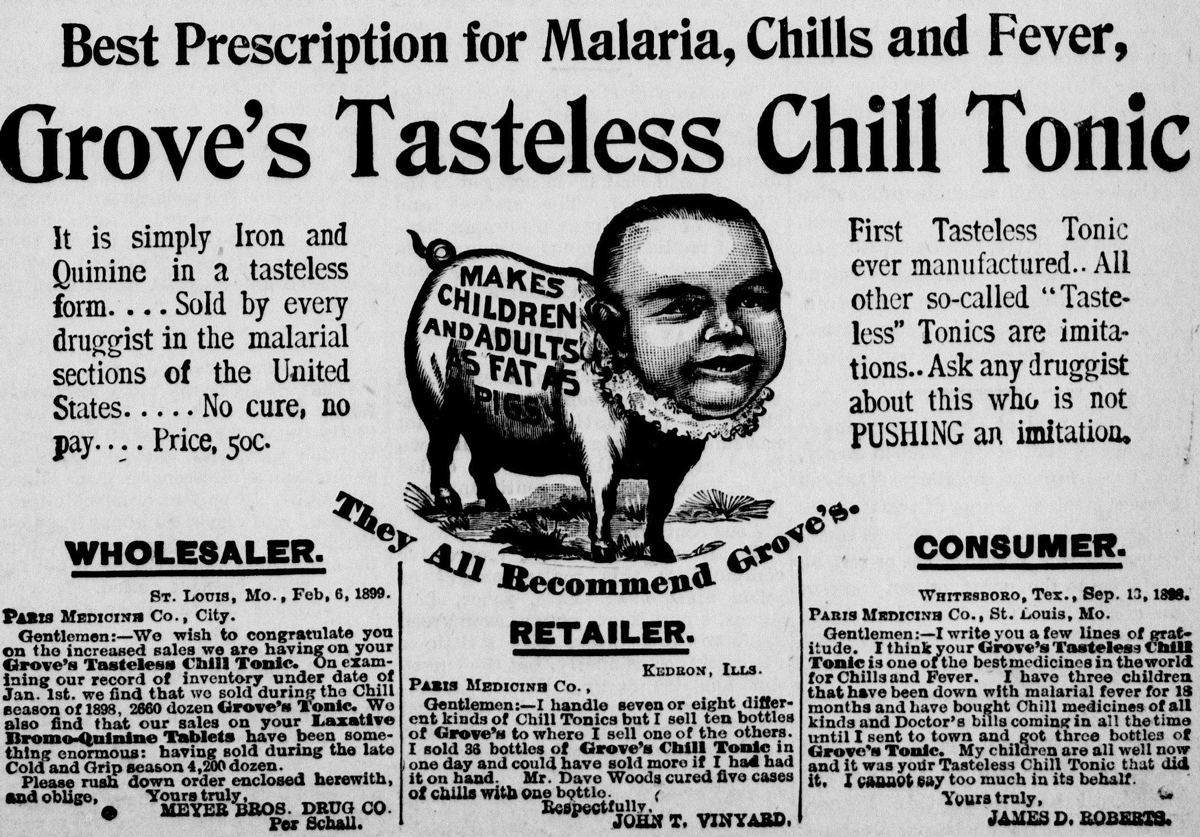 Best Prescription for Malaria, Chills and Fever,
Grove's Tasteless Chill Tonic
It is simply Iron and
Quinine in a tasteless
form. . . . Sold by every
druggist in the malarial
sections of the United
States. . . . . No cure, no
pay. . . . Price, 50c.
MAKES
CHILDREN
AND ADULTS
AS FAT AS
PIGS.
First Tasteless Tonic
ever manufactured.. All
other so-called "Taste-
less" Tonics are imita-
tions.. Ask any druggist
about this who is not
PUSHING an imitation.
They All Recommend Grove's.
WHOLESALER.
St. Louis, Mo., Feb, 6, 1899.
Paris Medicine Co., City.
Gentlemen:—We wish to congratulate you
on the increased sales we are having on your
Grove's Tasteless Chill Tonic. On exam-
ining our record of inventory under date of
Jan. 1st. we find that we sold during the Chill
season of 1898, 2660 dozen Grove's Tonic. We
also find that our sales on your Laxative
Bromo-Quinine Tablets have been some-
thing enormous: having sold during the late
Cold and Grip season 4,200 dozen.
Please rush down order enclosed herewith,
and oblige, Yours truly,
MEYER BROS. DRUG CO.
Per Schall.
RETAILER.
Kedron, Ills.
Paris Medicine Co.,
Gentlemen:—I handle seven or eight differ-
ent kinds of Chill Tonics but I sell ten bottles
of Grove's to where I sell one of the others.
I sold 36 bottles of Grove's Chill Tonic in
one day and could have sold more if I had had
it on hand. Mr. Dave Woods cured five cases
of chills with one bottle.
Respectfully,
JOHN T. VINYARD.
CONSUMER.
Whitesboro, Tex., Sep. 13, 1898.
Paris Medicine Co., St. Louis, Mo.
Gentlemen:—I write you a few lines of grat-
itude. I think your Grove's Tasteless Chill
Tonic is one of the best medicines in the world
for Chills and Fever. I have three children
that have been down with malarial fever for 18
months and have bought Chill medicines of all
kinds and Doctor's bills coming in all the time
until I sent to town and got three bottles of
Grove's Tonic. My children are all well now
and it was your Tasteless Chill Tonic that did
it. I cannot say too much in its behalf.
Yours truly,
JAMES D. ROBERTS.